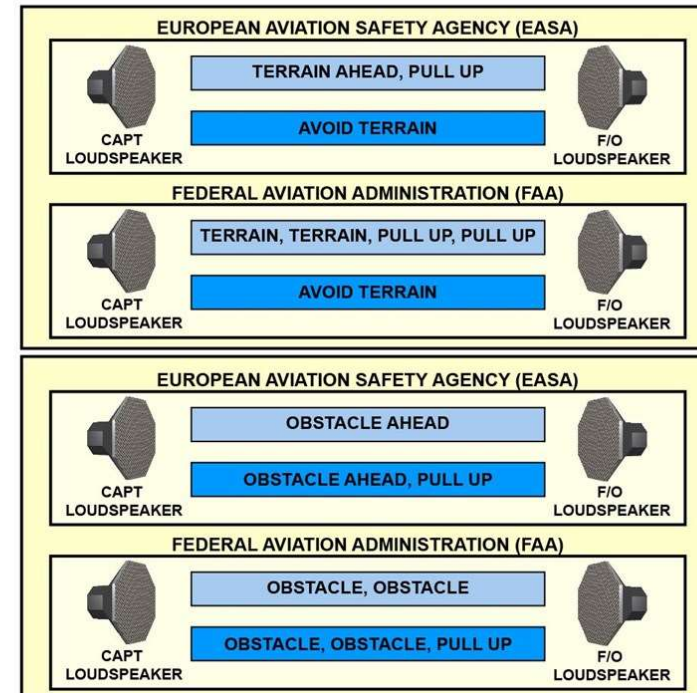 EUROPEAN AVIATION SAFETY AGENCY (EASA)
TERRAIN AHEAD, PULL UP
AVOID TERRAIN
CAPT
LOUDSPEAKER
F/O
LOUDSPEAKER
FEDERAL AVIATION ADMINISTRATION (FAA)
TERRAIN, TERRAIN, PULL UP, PULL UP
AVOID TERRAIN
CAPT
LOUDSPEAKER
F/O
LOUDSPEAKER
EUROPEAN AVIATION SAFETY AGENCY (EASA)
OBSTACLE AHEAD
OBSTACLE AHEAD, PULL UP
CAPT
LOUDSPEAKER
F/O
LOUDSPEAKER
FEDERAL AVIATION ADMINISTRATION (FAA)
OBSTACLE, OBSTACLE
OBSTACLE, OBSTACLE, PULL UP
CAPT
LOUDSPEAKER
F/O
LOUDSPEAKER